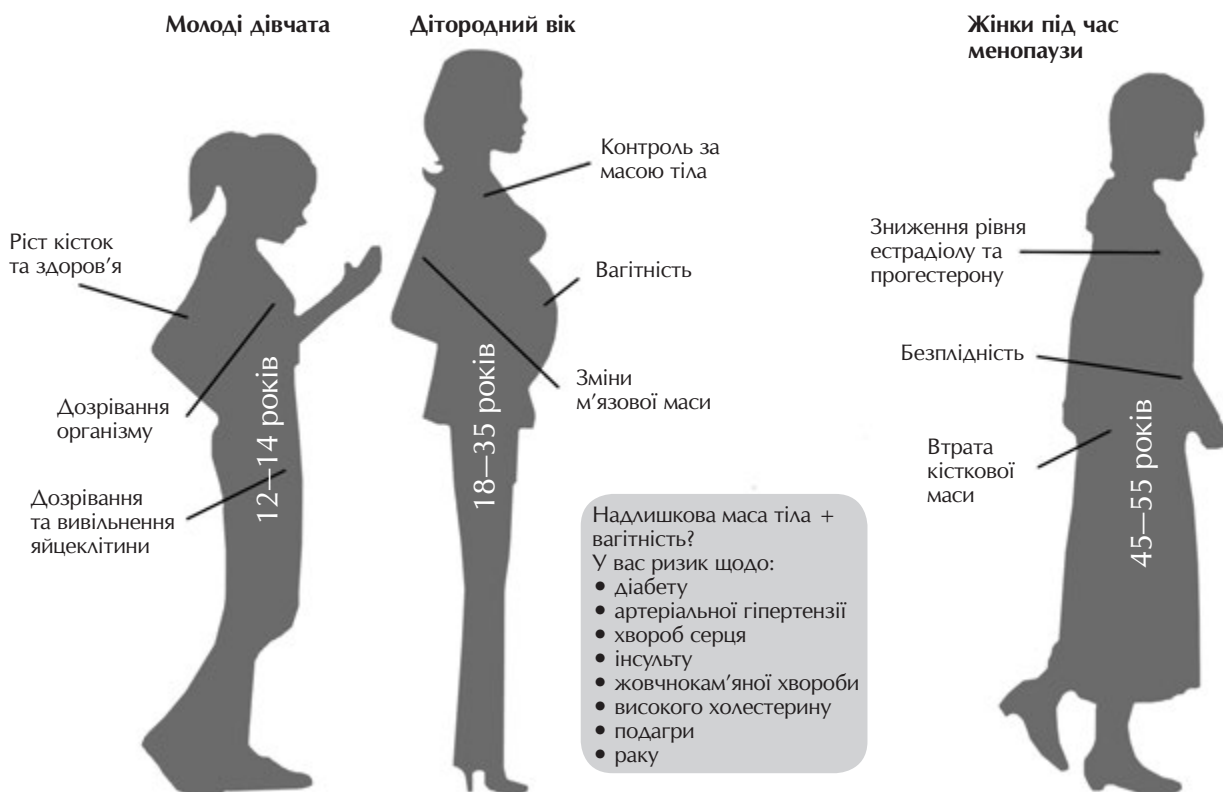 Молоді дівчата
Дітородний вік
Жінки під час
менопаузи
Ріст кісток
та здоров’я
Дозрівання
організму
Дозрівання
та вивільнення
яйцеклітини
12—14 років
Контроль за
масою тіла
Вагітність
Зміни
м’язової маси
18—35 років
Надлишкова маса тіла +
вагітність?
У вас ризик щодо:
• діабету
• артеріальної гіпертензії
• хвороб серця
• інсульту
• жовчнокам’яної хвороби
• високого холестерину
• подагри
• раку
Зниження рівня
естрадіолу та
прогестерону
Безплідність
Втрата
кісткової
маси
45—55 років